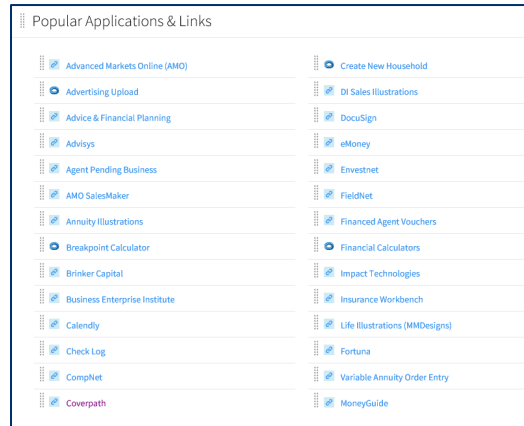 Popular Applications & Links
Advanced Markets Online (AMO)
Advertising Upload
Advice & Financial Planning
Advisys
Agent Pending Business
AMO SalesMaker
Annuity Illustrations
Breakpoint Calculator
Brinker Capital
Business Enterprise Institute
Calendly
Check Log
CompNet
Coverpath
Create New Household
DI Sales Illustrations
DocuSign
eMoney
Envestnet
FieldNet
Financed Agent Vouchers
Financial Calculators
Impact Technologies
Insurance Workbench
Life Illustrations (MMDesigns)
Fortuna
Variable Annuity Order Entry
MoneyGuide